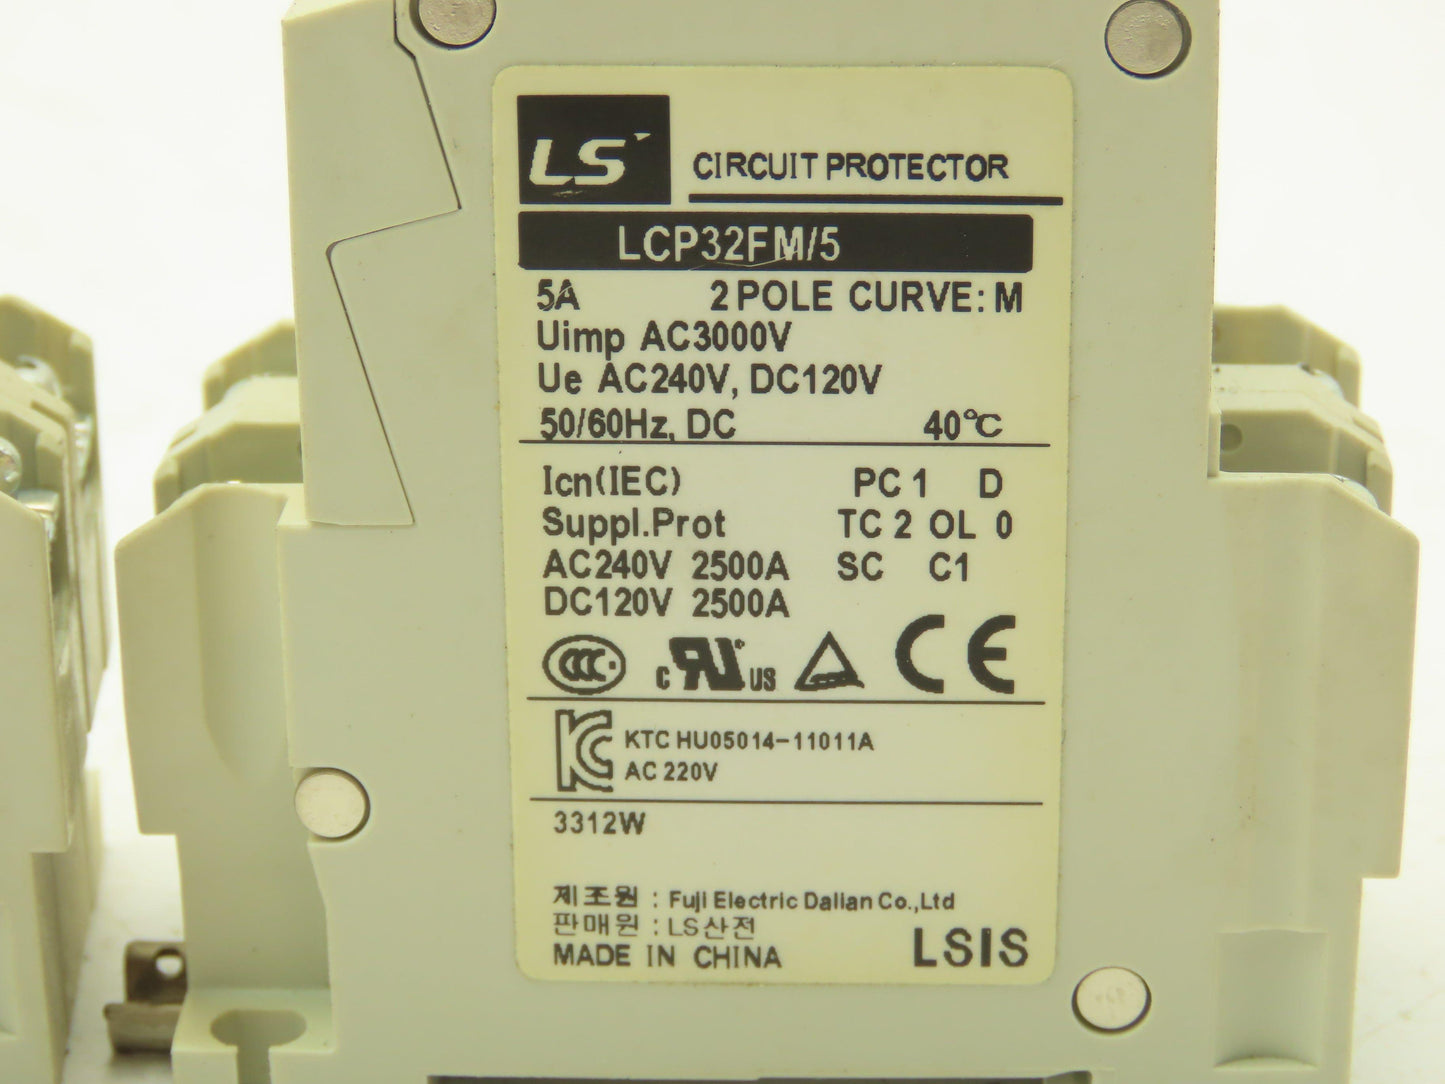 LS
CIRCUIT PROTECTOR
LCP32FM/5
5A 2 POLE CURVE: M
Uimp AC3000V
Ue AC240V, DC120V
50/60Hz, DC 40℃
Icn(IEC) PC 1 D
Suppl.Prot TC 2 OL 0
AC240V 2500A SC C1
DC120V 2500A
CCC c RU US CE
KC KTC HU05014-11011A
AC 220V
3312W
제조원 : Fuji Electric Dalian Co.,Ltd
판매원 : LS산전
MADE IN CHINA LSIS